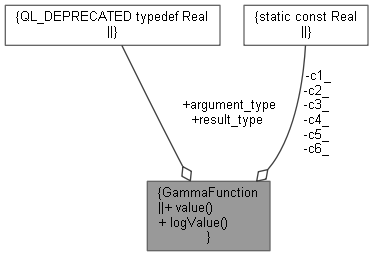 {QL_DEPRECATED typedef Real
||}
{static const Real
||}
+argument_type
+result_type
-c1_
-c2_
-c3_
-c4_
-c5_
-c6_
{GammaFunction
||+ value()
+ logValue()
}